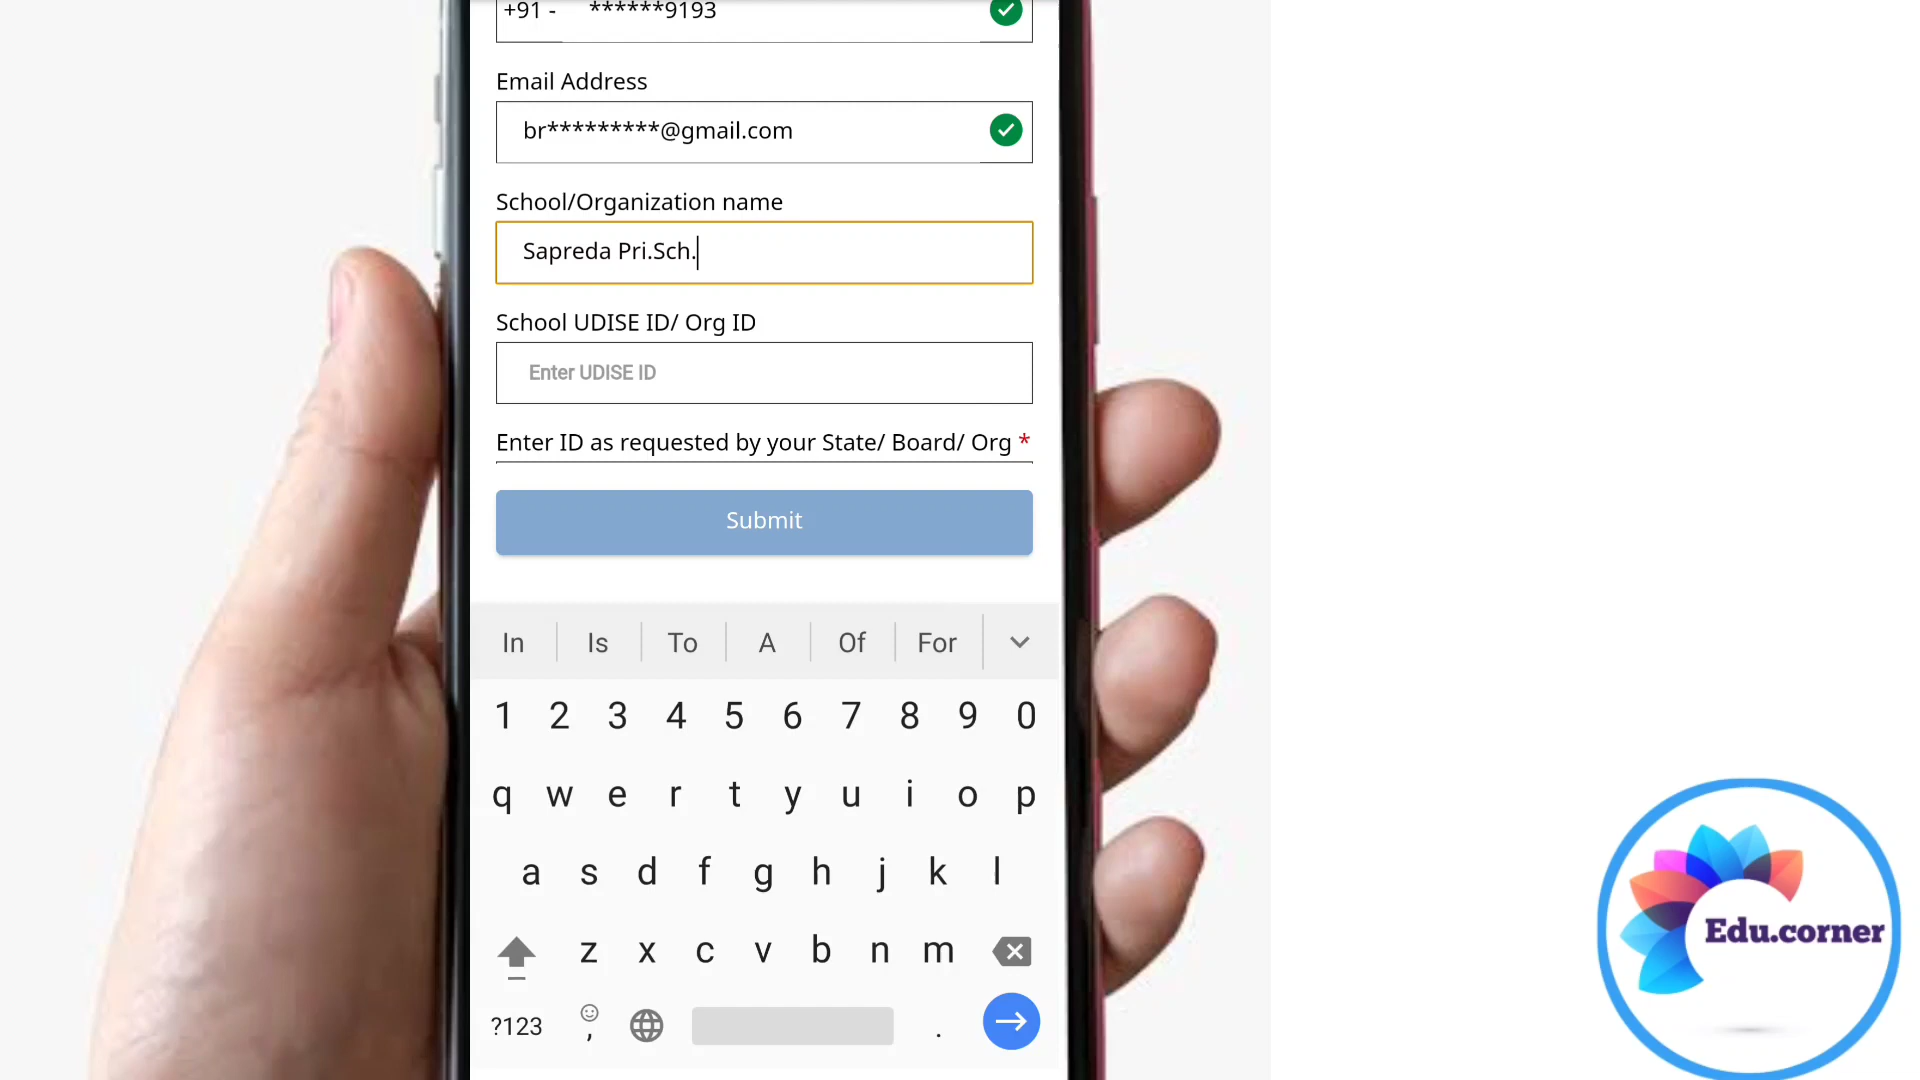 +91 - ******9193
Email Address
br*********@gmail.com
School/Organization name
Sapreda Pri.Sch.
School UDISE ID/ Org ID
Enter UDISE ID
Enter ID as requested by your State/ Board/ Org *
Submit
In Is To A Of For
1 2 3 4 5 6 7 8 9 0
q w e r t y u i o p
a s d f g h j k l
z x c v b n m
?123 , .
Edu.corner